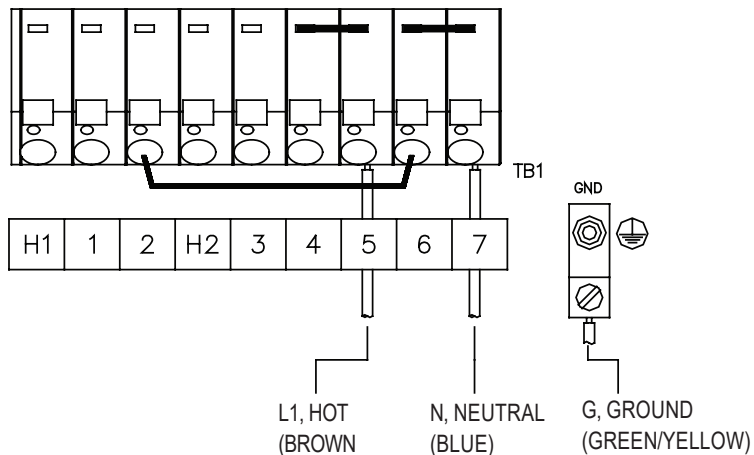 TB1
GND
H1 1 2 H2 3 4 5 6 7
L1, HOT
(BROWN
N, NEUTRAL
(BLUE)
G, GROUND
(GREEN/YELLOW)